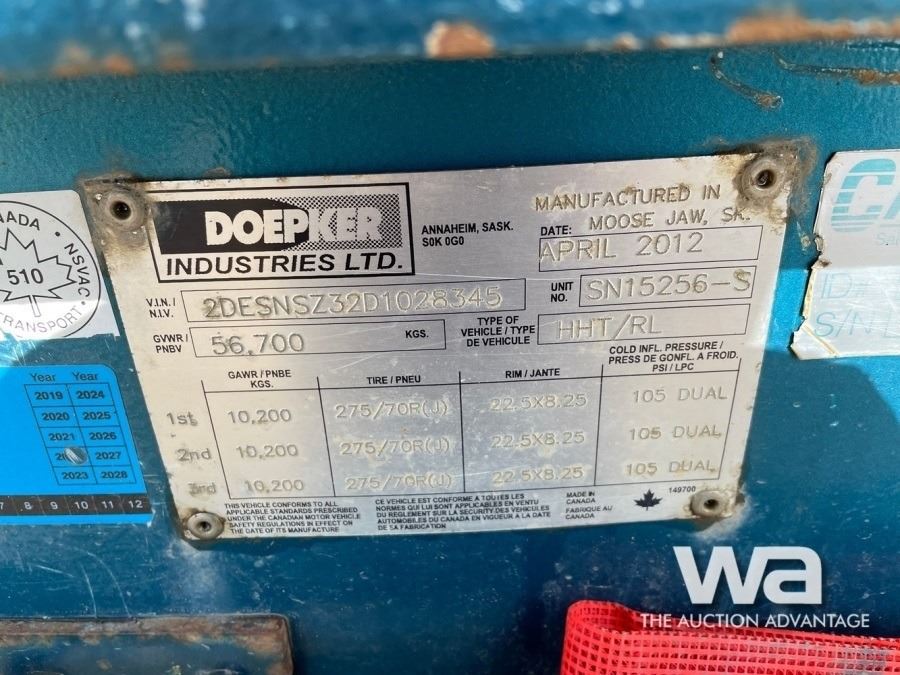 DOEPKER
INDUSTRIES LTD.
ANNAHEIM, SASK.
S0K 0G0
MANUFACTURED IN
MOOSE JAW, SK.
DATE:
APRIL 2012
V.I.N. /
N.I.V.
2DESNSZ32D1028345
UNIT
NO.
SN15256-S
GVWR /
PNBV
56,700
KGS.
TYPE OF
VEHICLE / TYPE
DE VEHICULE
HHT/RL
GAWR / PNBE
KGS.
TIRE / PNEU
RIM / JANTE
COLD INFL. PRESSURE /
PRESS DE GONFL. A FROID.
PSI / LPC
1st 10,200 275/70R(J) 22.5X8.25 105 DUAL
2nd 10,200 275/70R(J) 22.5X8.25 105 DUAL
3rd 10,200 275/70R(J) 22.5X8.25 105 DUAL
THIS VEHICLE CONFORMS TO ALL
APPLICABLE STANDARDS PRESCRIBED
UNDER THE CANADIAN MOTOR VEHICLE
SAFETY REGULATIONS IN EFFECT ON
THE DATE OF ITS MANUFACTURE
CE VEHICLE EST CONFORME A TOUTES LES
NORMES QUI LUI SONT APPLICABLES EN VENTU
DU REGLEMENT SUR LA SECURITE DES VEHICULES
AUTOMOBILES DU CANADA EN VIGUEUR A LA DATE
DE SA FABRICATION
MADE IN
CANADA
FABRIQUE AU
CANADA
149700
NSVAC
510
TRANSPORT
Year Year
2019 2024
2020 2025
2021 2026
2027
2023 2028
7 8 9 10 11 12
ID
S/N
wa
THE AUCTION ADVANTAGE